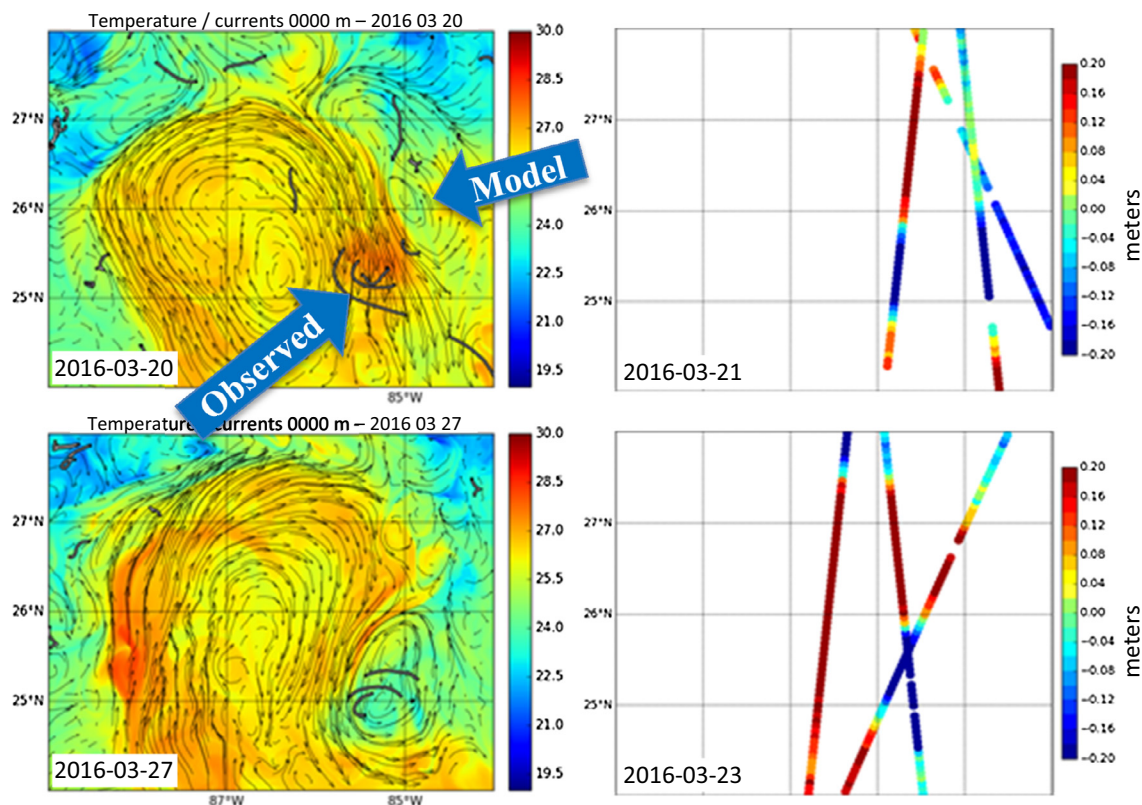 Temperature / currents 0000 m – 2016 03 20
30.0
28.5
27.0
25.5
24.0
22.5
21.0
19.5
27°N
26°N
25°N
85°W
Model
Observed
2016-03-20
27°N
26°N
25°N
2016-03-21
0.20
0.16
0.12
0.08
0.04
0.00
−0.04
−0.08
−0.12
−0.16
−0.20
meters
Temperature currents 0000 m – 2016 03 27
30.0
28.5
27.0
25.5
24.0
22.5
21.0
19.5
27°N
26°N
25°N
87°W
85°W
2016-03-27
27°N
26°N
25°N
2016-03-23
0.20
0.16
0.12
0.08
0.04
0.00
−0.04
−0.08
−0.12
−0.16
−0.20
meters